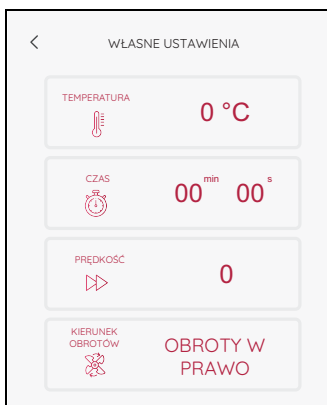 WŁASNE USTAWIENIA
TEMPERATURA
0 °C
CZAS
00 min 00 s
PRĘDKOŚĆ
0
KIERUNEK
OBROTÓW
OBROTY W
PRAWO